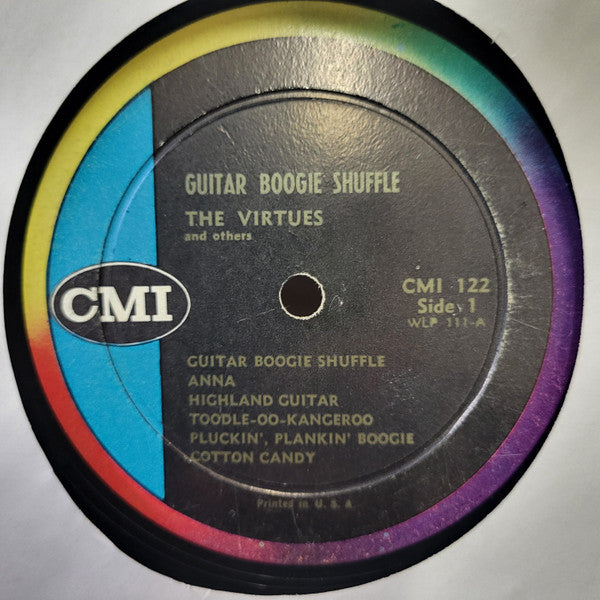 GUITAR BOOGIE SHUFFLE
THE VIRTUES
and others
CMI
CMI 122
Side 1
WLP 111-A
GUITAR BOOGIE SHUFFLE
ANNA
HIGHLAND GUITAR
TOODLE-OO-KANGEROO
PLUCKIN', PLANKIN' BOOGIE
COTTON CANDY
Printed in U. S. A